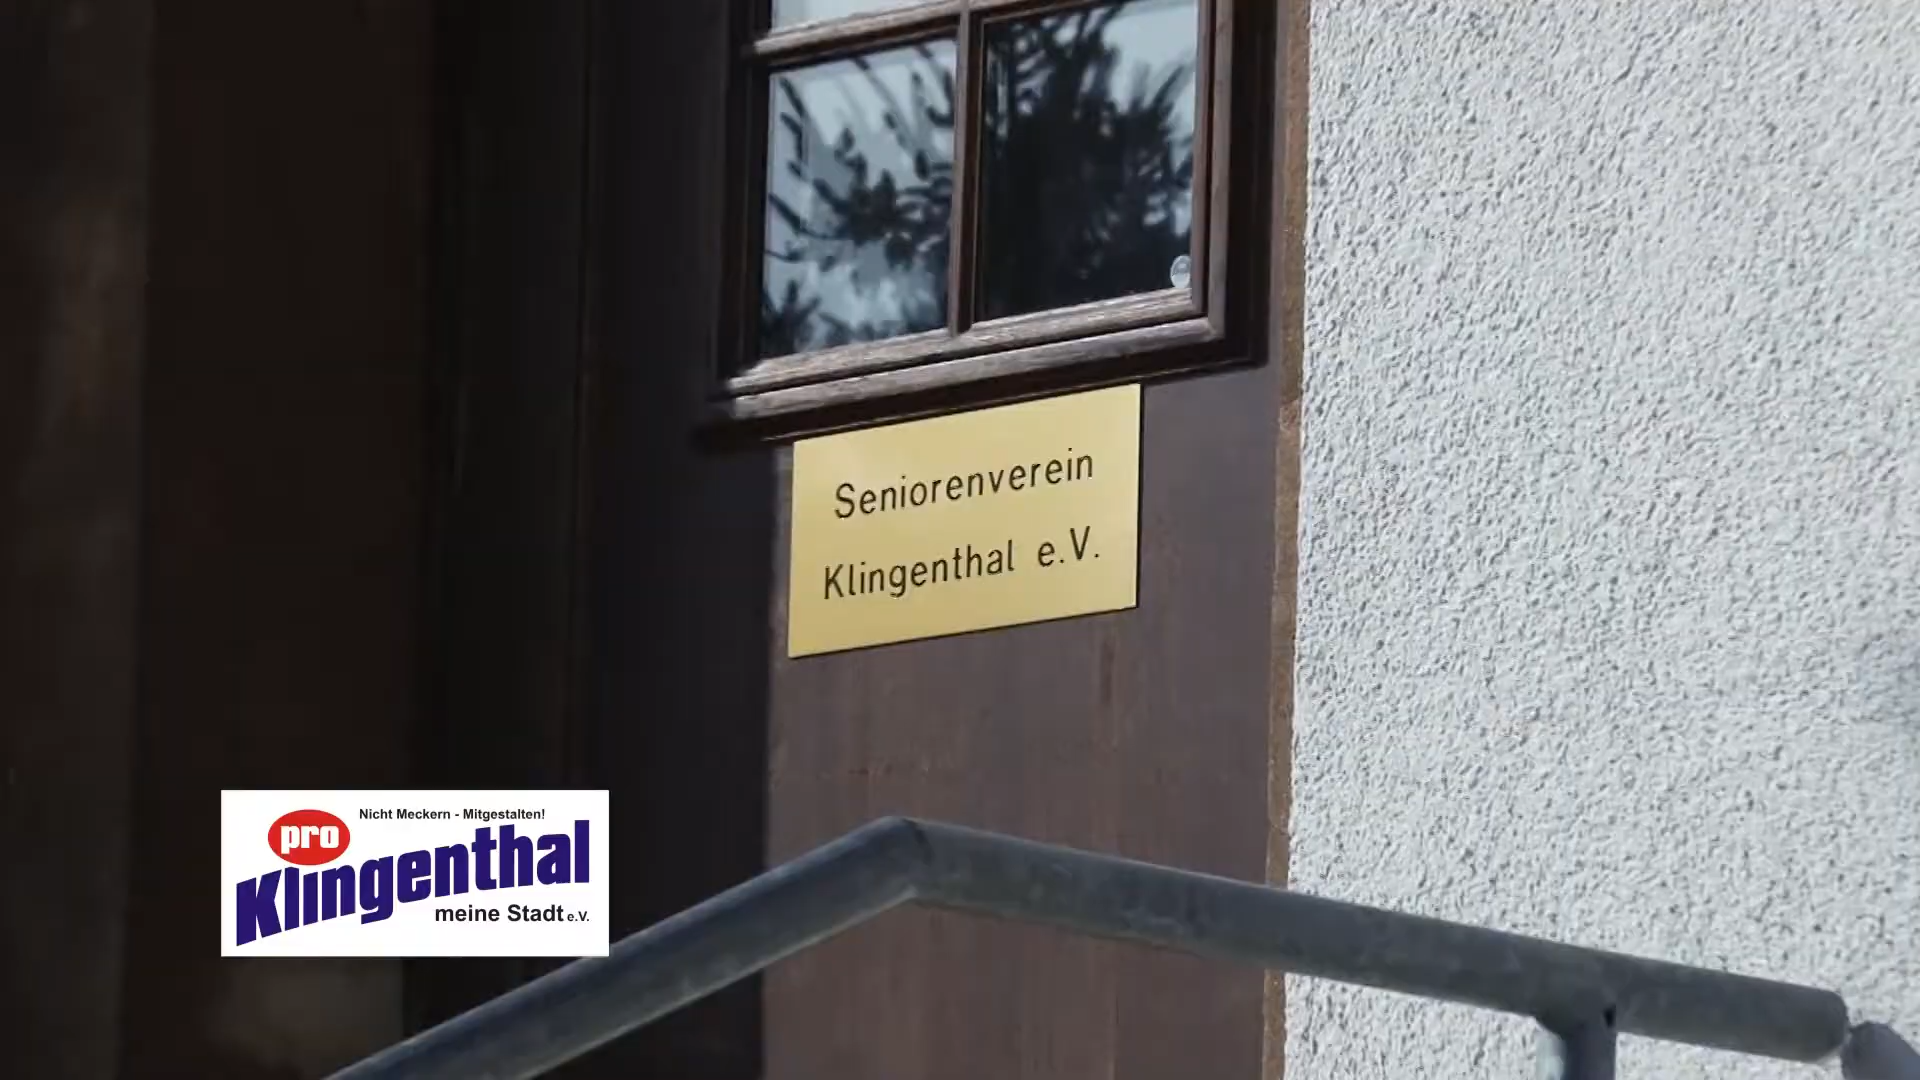 Seniorenverein
Klingenthal e.V.
Nicht Meckern - Mitgestalten!
pro
Klingenthal
meine Stadt e.V.